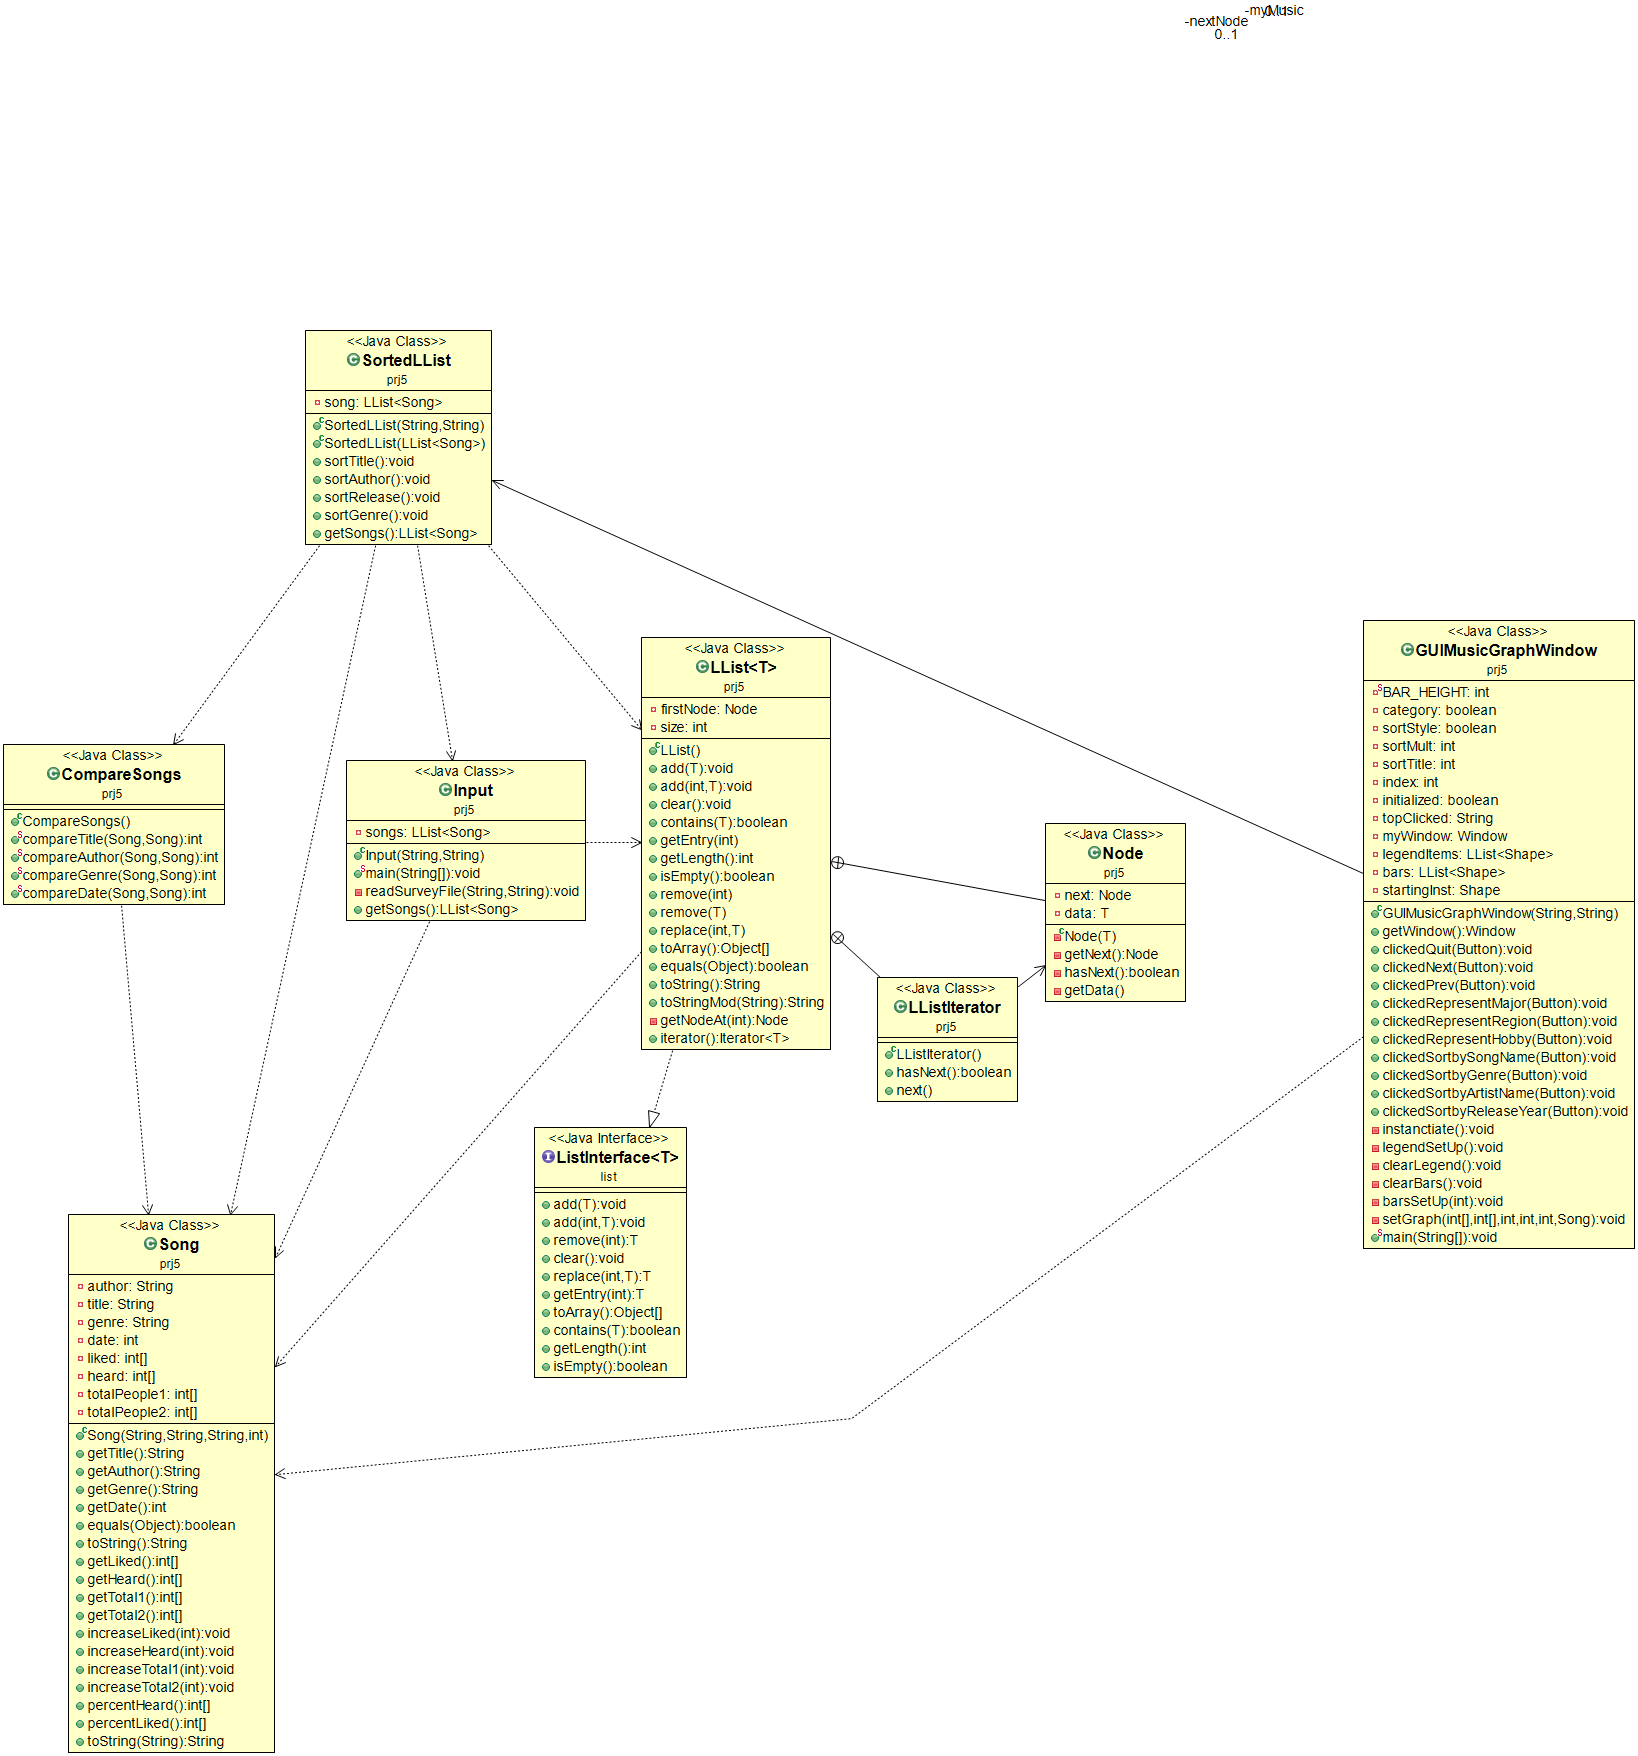 -myMusic
0..1
-nextNode
0..1
<<Java Class>>
SortedLList
prj5
song: LList<Song>
SortedLList(String,String)
SortedLList(LList<Song>)
sortTitle():void
sortAuthor():void
sortRelease():void
sortGenre():void
getSongs():LList<Song>
<<Java Class>>
GUIMusicGraphWindow
prj5
BAR_HEIGHT: int
category: boolean
sortStyle: boolean
sortMult: int
sortTitle: int
index: int
initialized: boolean
topClicked: String
myWindow: Window
legendItems: LList<Shape>
bars: LList<Shape>
startingInst: Shape
GUIMusicGraphWindow(String,String)
getWindow():Window
clickedQuit(Button):void
clickedNext(Button):void
clickedPrev(Button):void
clickedRepresentMajor(Button):void
clickedRepresentRegion(Button):void
clickedRepresentHobby(Button):void
clickedSortbySongName(Button):void
clickedSortbyGenre(Button):void
clickedSortbyArtistName(Button):void
clickedSortbyReleaseYear(Button):void
instanctiate():void
legendSetUp():void
clearLegend():void
clearBars():void
barsSetUp(int):void
setGraph(int[],int[],int,int,int,Song):void
main(String[]):void
<<Java Class>>
LList<T>
prj5
firstNode: Node
size: int
LList()
add(T):void
add(int,T):void
clear():void
contains(T):boolean
getEntry(int)
getLength():int
isEmpty():boolean
remove(int)
remove(T)
replace(int,T)
toArray():Object[]
equals(Object):boolean
toString():String
toStringMod(String):String
getNodeAt(int):Node
iterator():Iterator<T>
<<Java Class>>
CompareSongs
prj5
CompareSongs()
compareTitle(Song,Song):int
compareAuthor(Song,Song):int
compareGenre(Song,Song):int
compareDate(Song,Song):int
<<Java Class>>
Input
prj5
songs: LList<Song>
Input(String,String)
main(String[]):void
readSurveyFile(String,String):void
getSongs():LList<Song>
<<Java Class>>
Node
prj5
next: Node
data: T
Node(T)
getNext():Node
hasNext():boolean
getData()
<<Java Class>>
LListIterator
prj5
LListIterator()
hasNext():boolean
next()
<<Java Interface>>
ListInterface<T>
list
add(T):void
add(int,T):void
remove(int):T
clear():void
replace(int,T):T
getEntry(int):T
toArray():Object[]
contains(T):boolean
getLength():int
isEmpty():boolean
<<Java Class>>
Song
prj5
author: String
title: String
genre: String
date: int
liked: int[]
heard: int[]
totalPeople1: int[]
totalPeople2: int[]
Song(String,String,String,int)
getTitle():String
getAuthor():String
getGenre():String
getDate():int
equals(Object):boolean
toString():String
getLiked():int[]
getHeard():int[]
getTotal1():int[]
getTotal2():int[]
increaseLiked(int):void
increaseHeard(int):void
increaseTotal1(int):void
increaseTotal2(int):void
percentHeard():int[]
percentLiked():int[]
toString(String):String